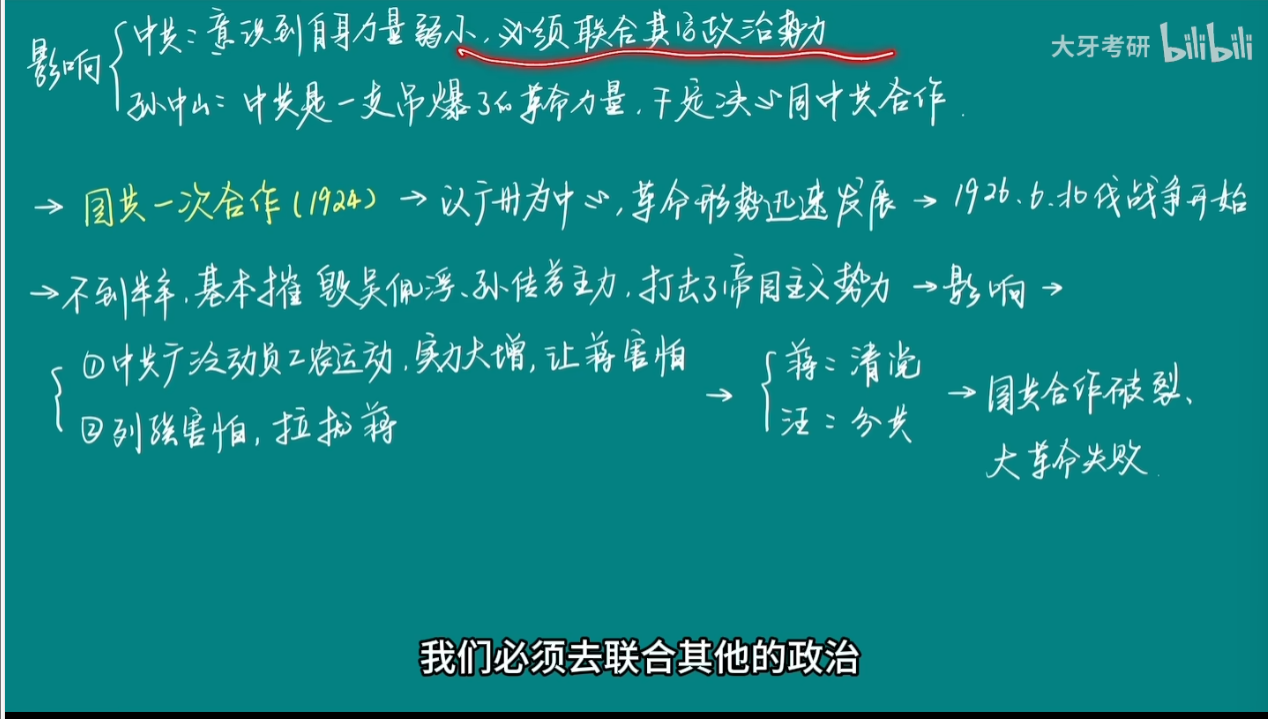 影响
中共：意识到自身力量弱小，必须联合其它政治势力
大牙考研 bilibili
孙中山：中共是一支吊爆了的革命力量，下定决心同中共合作.
→ 国共一次合作(1924) → 以广州为中心，革命形势迅速发展 → 1926.6.北伐战争开始
→不到半年，基本摧毁吴佩孚、孙传芳主力，打击了帝国主义势力 →影响→
①中共广泛动员工农运动，实力大增，让蒋害怕
②列强害怕，拉拢蒋
→
蒋：清党
汪：分共
→国共合作破裂、
大革命失败.
我们必须去联合其他的政治